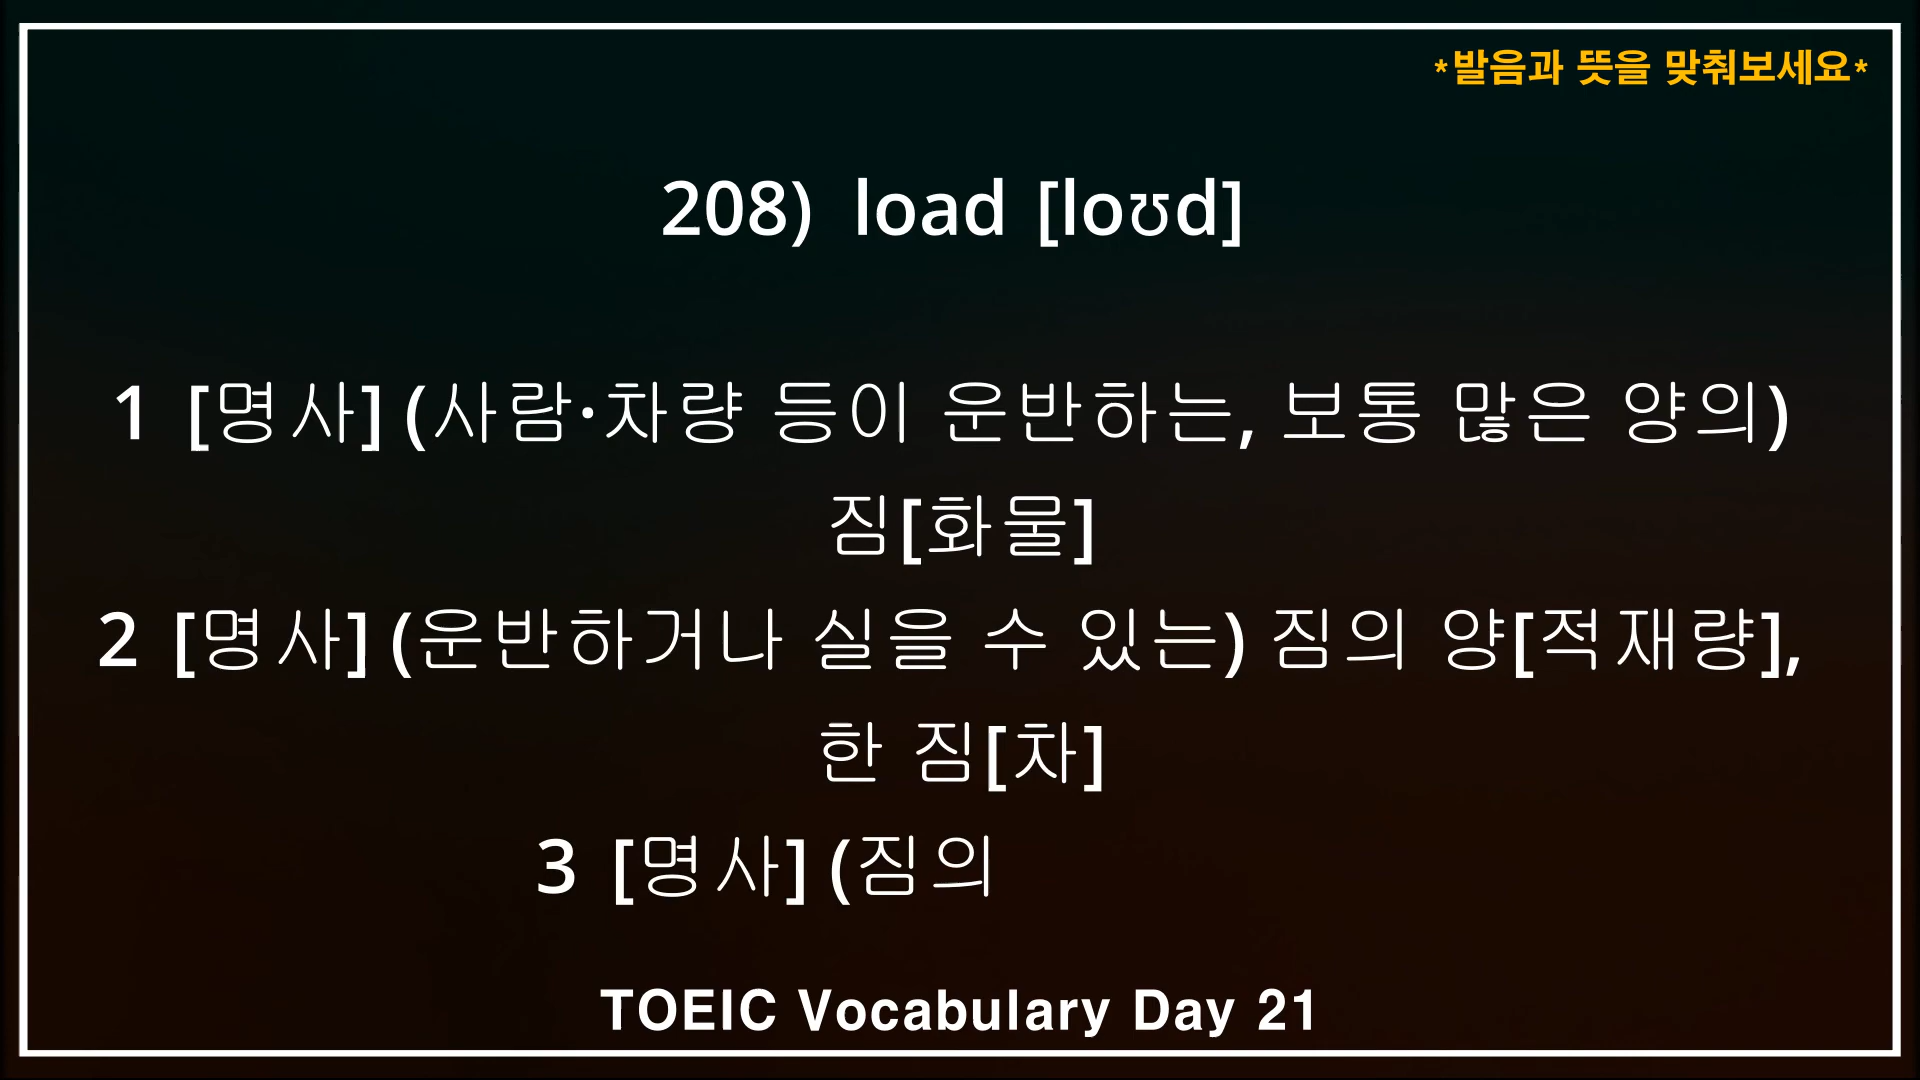 *발음과 뜻을 맞춰보세요*
208) load [loʊd]
1 [명사] (사람·차량 등이 운반하는, 보통 많은 양의)
짐[화물]
2 [명사] (운반하거나 실을 수 있는) 짐의 양[적재량],
한 짐[차]
3 [명사] (짐의
TOEIC Vocabulary Day 21